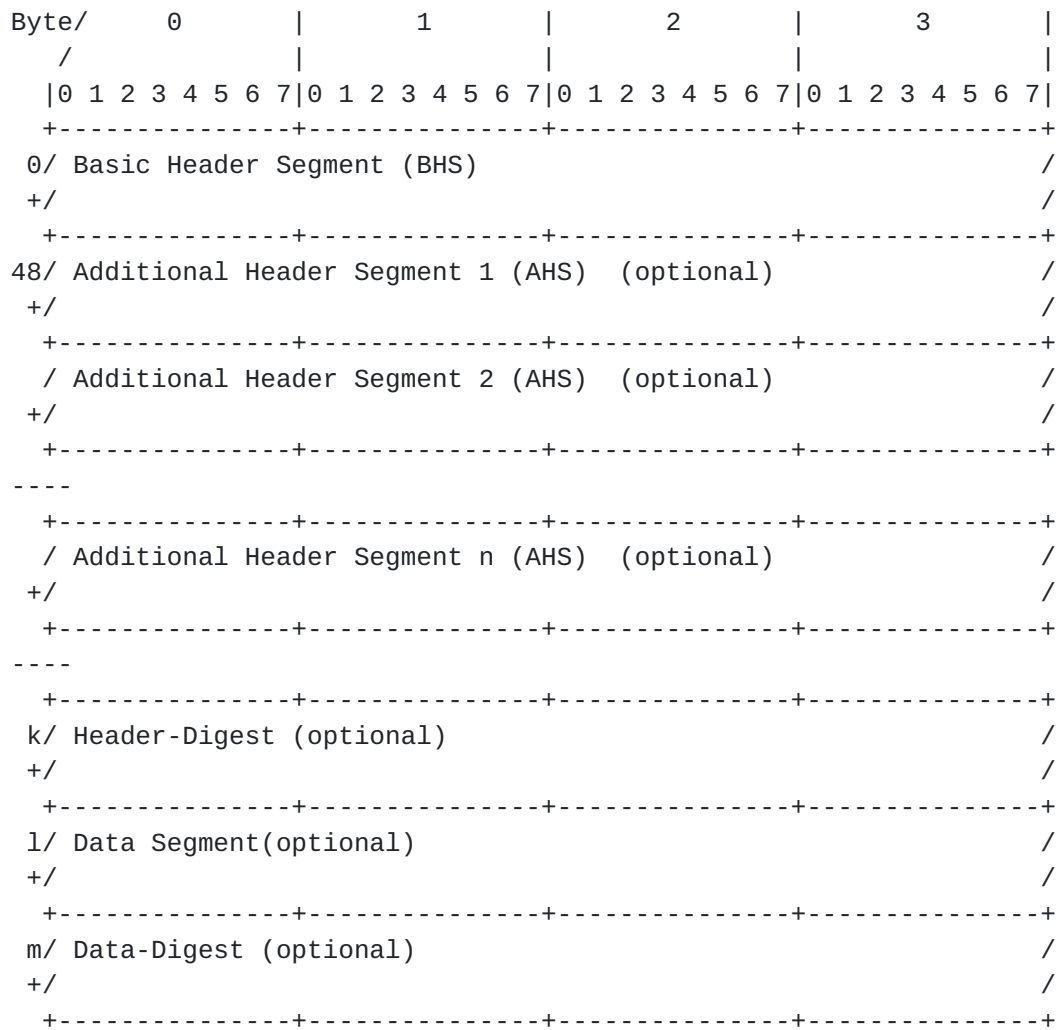 Byte/     0       |       1       |       2       |       3       |
   /              |               |               |               |
  |0 1 2 3 4 5 6 7|0 1 2 3 4 5 6 7|0 1 2 3 4 5 6 7|0 1 2 3 4 5 6 7|
  +---------------+---------------+---------------+---------------+
 0/ Basic Header Segment (BHS)                                    /
 +/                                                               /
  +---------------+---------------+---------------+---------------+
48/ Additional Header Segment 1 (AHS)  (optional)                 /
 +/                                                               /
  +---------------+---------------+---------------+---------------+
  / Additional Header Segment 2 (AHS)  (optional)                 /
 +/                                                               /
  +---------------+---------------+---------------+---------------+
----
  +---------------+---------------+---------------+---------------+
  / Additional Header Segment n (AHS)  (optional)                 /
 +/                                                               /
  +---------------+---------------+---------------+---------------+
----
  +---------------+---------------+---------------+---------------+
 k/ Header-Digest (optional)                                      /
 +/                                                               /
  +---------------+---------------+---------------+---------------+
 l/ Data Segment(optional)                                        /
 +/                                                               /
  +---------------+---------------+---------------+---------------+
 m/ Data-Digest (optional)                                        /
 +/                                                               /
  +---------------+---------------+---------------+---------------+